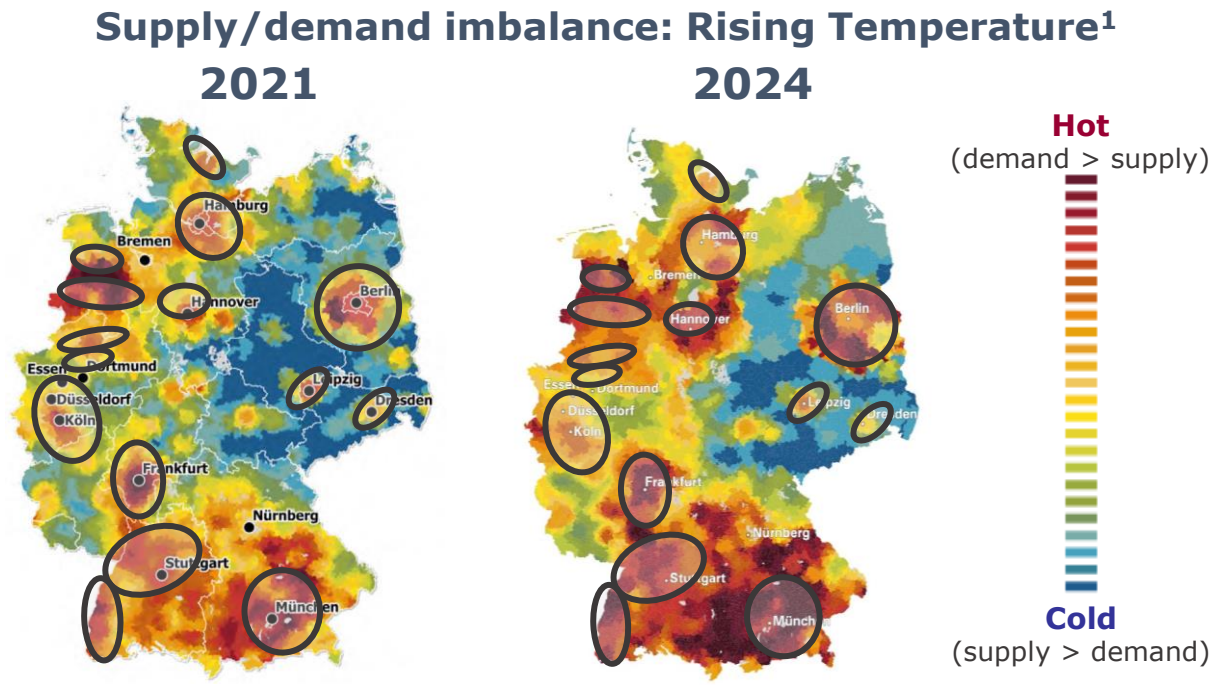 Supply/demand imbalance: Rising Temperature¹
2021
2024
Hot
(demand > supply)
Cold
(supply > demand)
Hamburg
Bremen
Berlin
Hannover
Essen
Dortmund
Leipzig
Düsseldorf
Dresden
Köln
Frankfurt
Nürnberg
Stuttgart
München
Hamburg
Bremen
Berlin
Hannover
Essen
Dortmund
Leipzig
Düsseldorf
Dresden
Köln
Frankfurt
Nürnberg
Stuttgart
Münch